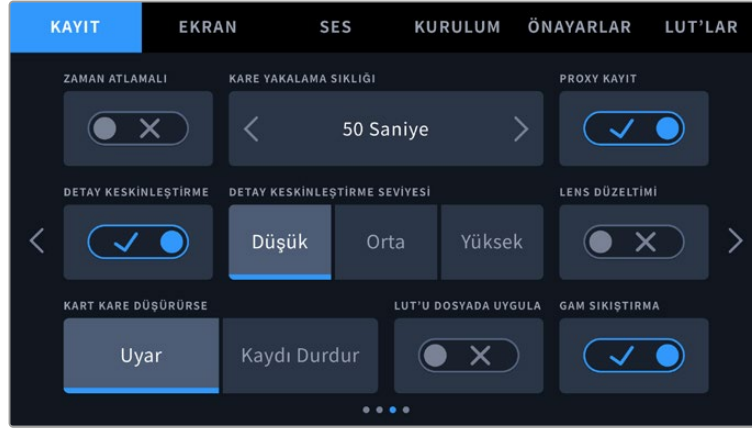 KAYIT EKRAN SES KURULUM ÖNAYARLAR LUT’LAR
ZAMAN ATLAMALI KARE YAKALAMA SIKLIĞI PROXY KAYIT
50 Saniye
DETAY KESKİNLEŞTİRME DETAY KESKİNLEŞTİRME SEVİYESİ LENS DÜZELTİMİ
Düşük Orta Yüksek
KART KARE DÜŞÜRÜRSE LUT’U DOSYADA UYGULA GAM SIKIŞTIRMA
Uyar Kaydı Durdur